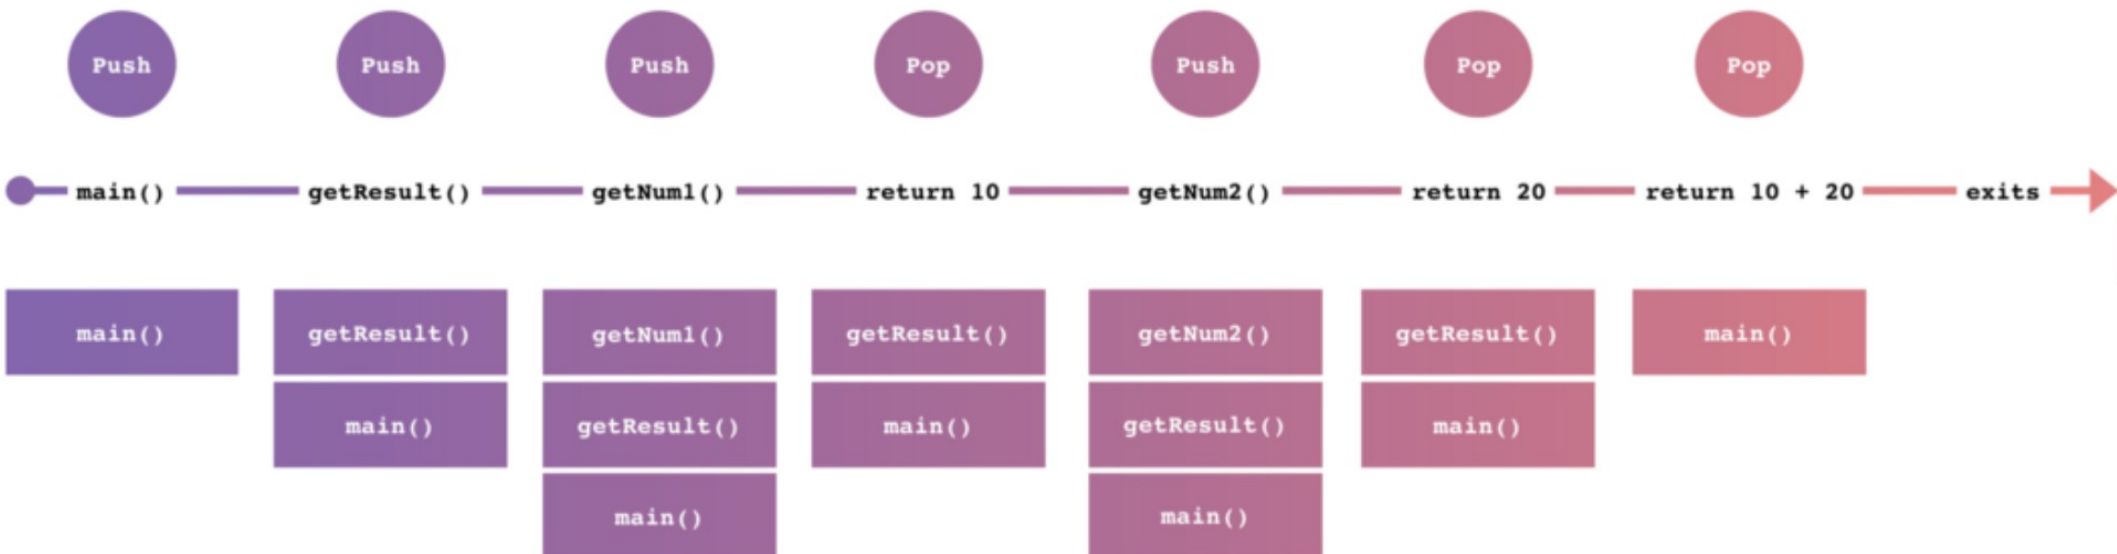 Push Push Push Pop Push Pop Pop
main() getResult() getNum1() return 10 getNum2() return 20 return 10 + 20 exits
main() getResult() getNum1() getResult() getNum2() getResult() main()
main() getResult() main() getResult() main()
main() main()